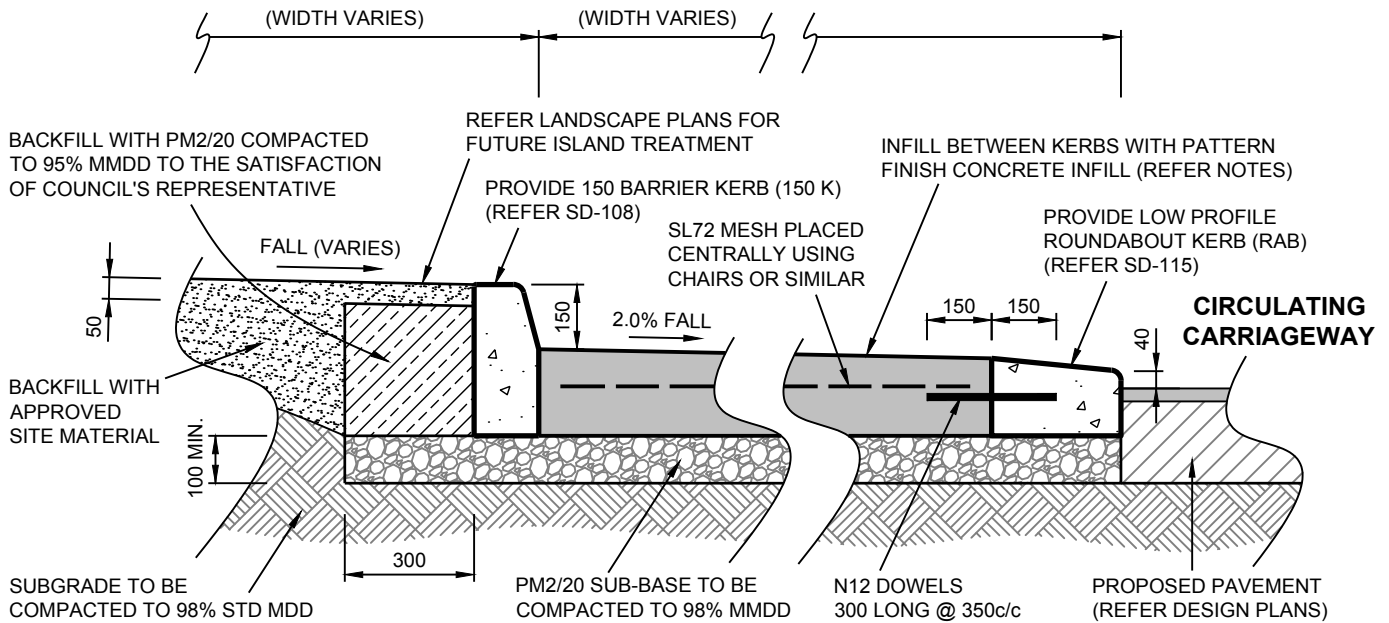 (WIDTH VARIES)
(WIDTH VARIES)
BACKFILL WITH PM2/20 COMPACTED
TO 95% MMDD TO THE SATISFACTION
OF COUNCIL'S REPRESENTATIVE
REFER LANDSCAPE PLANS FOR
FUTURE ISLAND TREATMENT
PROVIDE 150 BARRIER KERB (150 K)
(REFER SD-108)
INFILL BETWEEN KERBS WITH PATTERN
FINISH CONCRETE INFILL (REFER NOTES)
SL72 MESH PLACED
CENTRALLY USING
CHAIRS OR SIMILAR
PROVIDE LOW PROFILE
ROUNDABOUT KERB (RAB)
(REFER SD-115)
FALL (VARIES)
50
150
2.0% FALL
150
150
40
CIRCULATING
CARRIAGEWAY
BACKFILL WITH
APPROVED
SITE MATERIAL
100 MIN.
300
SUBGRADE TO BE
COMPACTED TO 98% STD MDD
PM2/20 SUB-BASE TO BE
COMPACTED TO 98% MMDD
N12 DOWELS
300 LONG @ 350c/c
PROPOSED PAVEMENT
(REFER DESIGN PLANS)